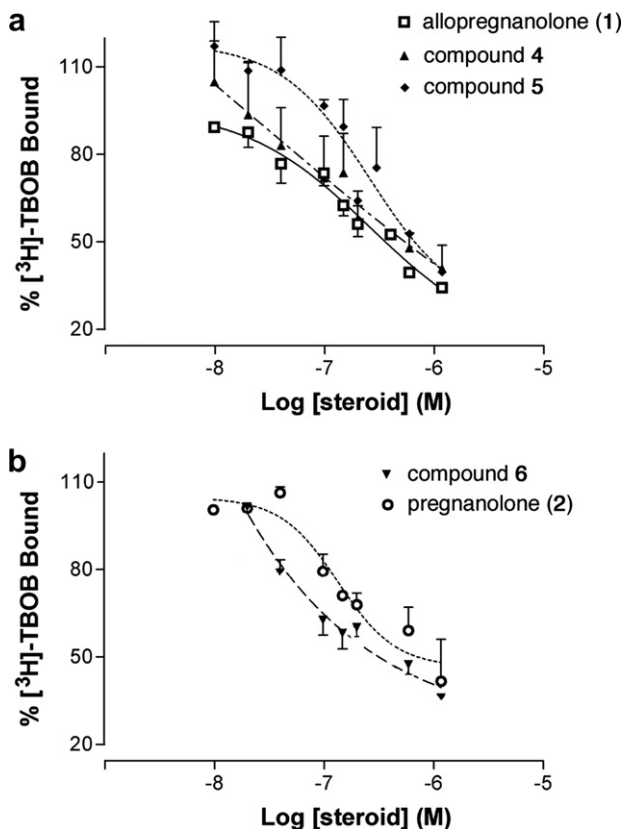 a
allopregnanolone (1)
compound 4
compound 5
% [³H]-TBOB Bound
110
80
50
20
-8
-7
-6
-5
Log [steroid] (M)
b
compound 6
pregnanolone (2)
% [³H]-TBOB Bound
110
80
50
20
-8
-7
-6
-5
Log [steroid] (M)